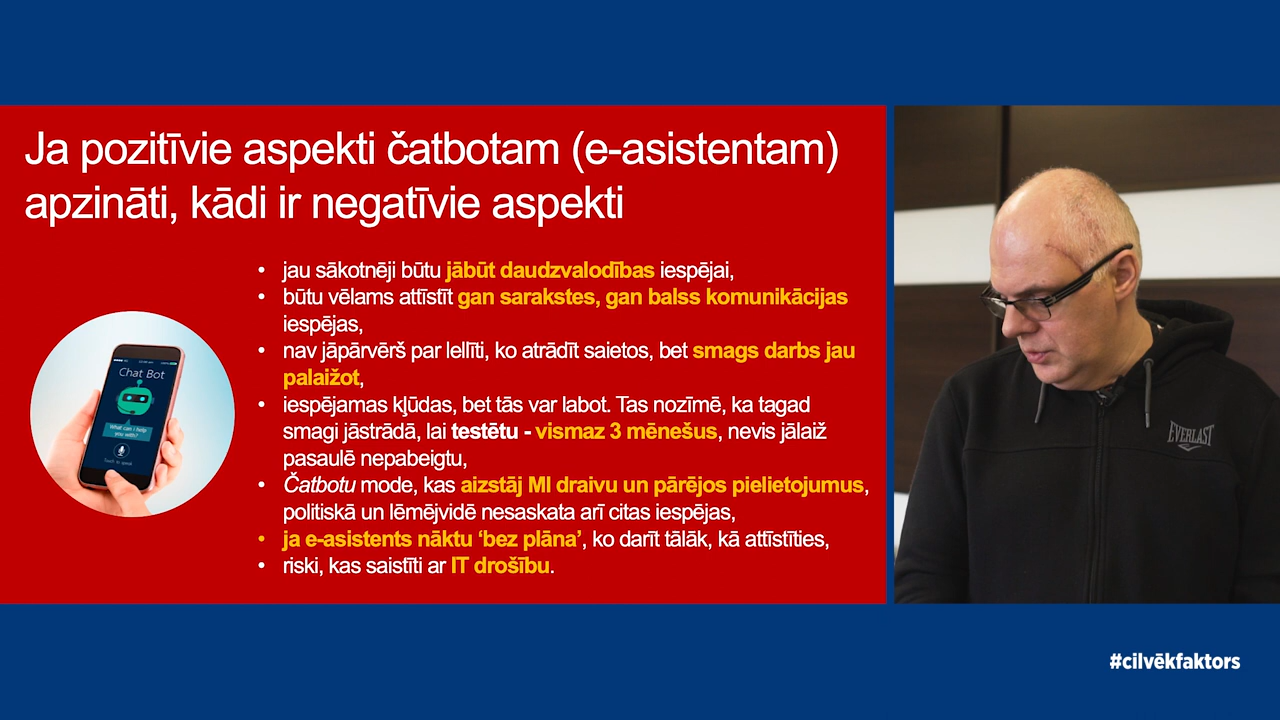 Ja pozitīvie aspekti čatbotam (e-asistentam)
apzināti, kādi ir negatīvie aspekti
• jau sākotnēji būtu jābūt daudzvalodības iespējai,
• būtu vēlams attīstīt gan sarakstes, gan balss komunikācijas
iespējas,
• nav jāpārvērš par lellīti, ko atrādīt saietos, bet smags darbs jau
palaižot,
• iespējamas kļūdas, bet tās var labot. Tas nozīmē, ka tagad
smagi jāstrādā, lai testētu - vismaz 3 mēnešus, nevis jālaiž
pasaulē nepabeigtu,
• Čatbotu mode, kas aizstāj MI draivu un pārējos pielietojumus,
politiskā un lēmējvidē nesaskata arī citas iespējas,
• ja e-asistents nāktu ‘bez plāna’, ko darīt tālāk, kā attīstīties,
• riski, kas saistīti ar IT drošību.
Chat Bot
What can I help
you with?
EVERLAST
#cilvēkfaktors